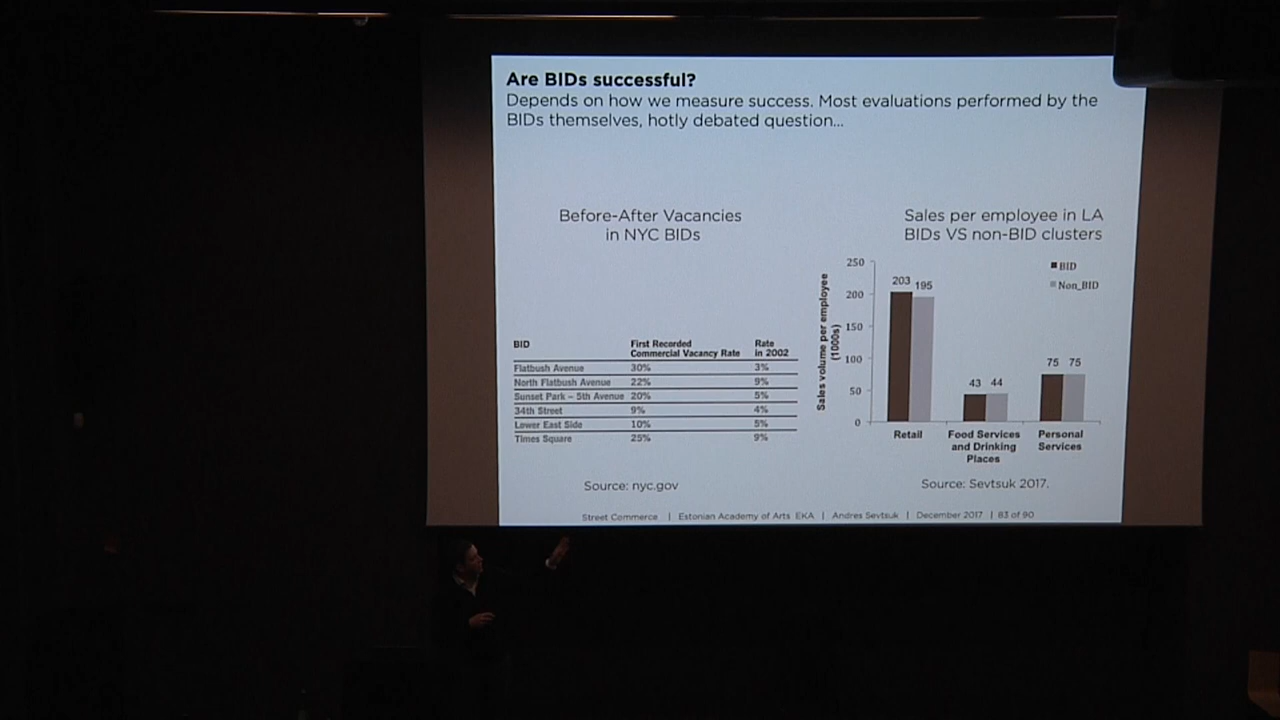 Are BIDs successful?
Depends on how we measure success. Most evaluations performed by the
BIDs themselves, hotly debated question...
Before-After Vacancies
in NYC BIDs
BID First Recorded Commercial Vacancy Rate Rate in 2002
Flatbush Avenue 30% 3%
North Flatbush Avenue 22% 9%
Sunset Park – 5th Avenue 20% 5%
34th Street 9% 4%
Lower East Side 10% 5%
Times Square 25% 9%
Source: nyc.gov
Sales per employee in LA
BIDs VS non-BID clusters
Sales volume per employee
(1000s)
250
200
150
100
50
0
BID
Non_BID
203 195
43 44
75 75
Retail
Food Services
and Drinking
Places
Personal
Services
Source: Sevtsuk 2017.
Street Commerce | Estonian Academy of Arts EKA | Andres Sevtsuk | December 2017 | 83 of 90